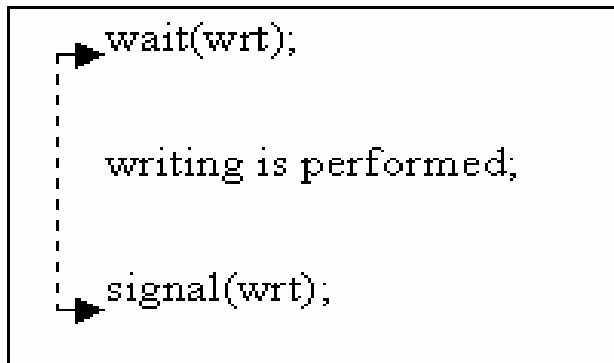 wait(wrt);
writing is performed;
signal(wrt);